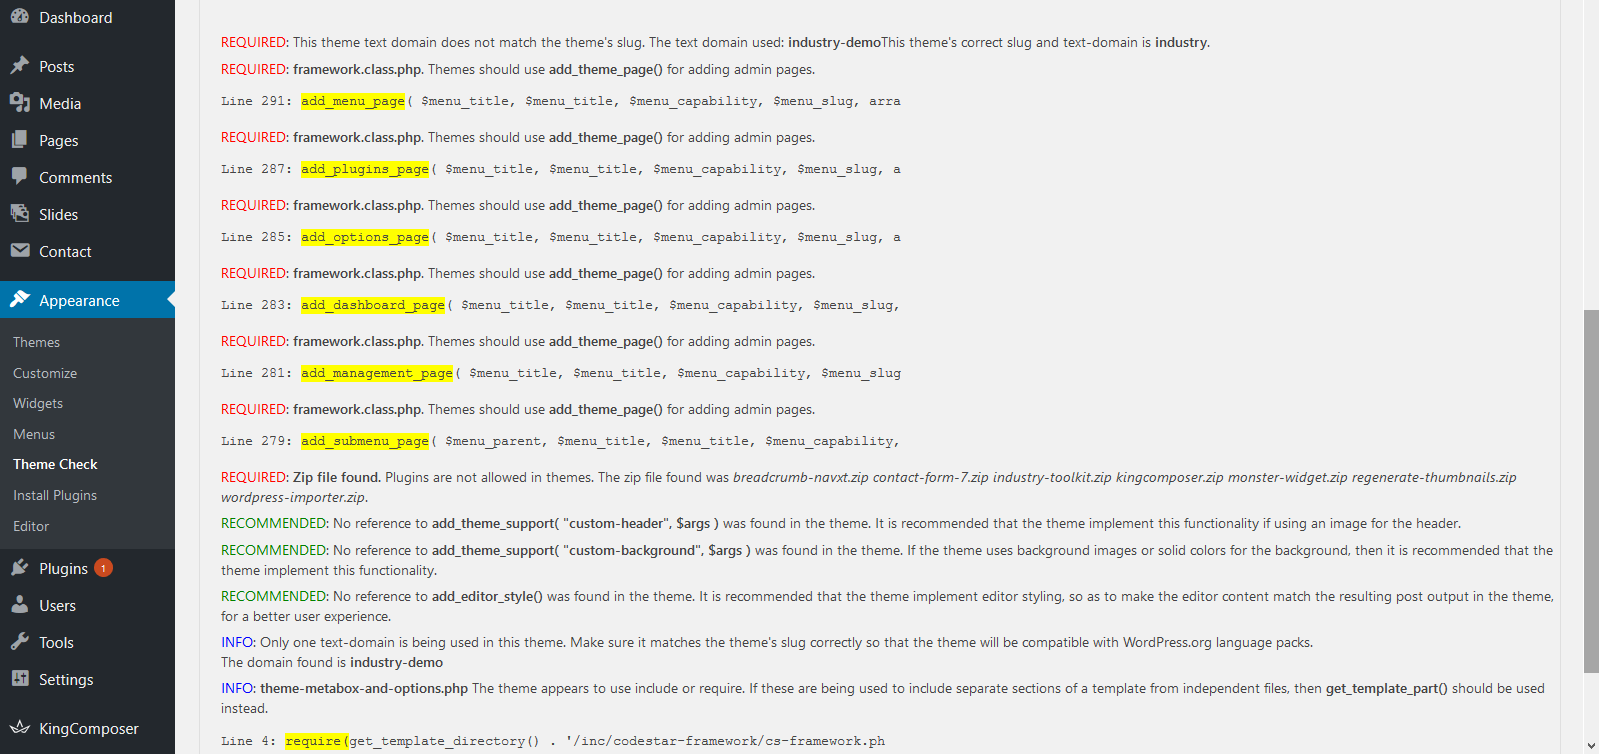 Dashboard
Posts
Media
Pages
Comments
Slides
Contact
Appearance
Themes
Customize
Widgets
Menus
Theme Check
Install Plugins
Editor
Plugins 1
Users
Tools
Settings
KingComposer
REQUIRED: This theme text domain does not match the theme's slug. The text domain used: industry-demoThis theme's correct slug and text-domain is industry.
REQUIRED: framework.class.php. Themes should use add_theme_page() for adding admin pages.
Line 291: add_menu_page( $menu_title, $menu_title, $menu_capability, $menu_slug, arra
REQUIRED: framework.class.php. Themes should use add_theme_page() for adding admin pages.
Line 287: add_plugins_page( $menu_title, $menu_title, $menu_capability, $menu_slug, a
REQUIRED: framework.class.php. Themes should use add_theme_page() for adding admin pages.
Line 285: add_options_page( $menu_title, $menu_title, $menu_capability, $menu_slug, a
REQUIRED: framework.class.php. Themes should use add_theme_page() for adding admin pages.
Line 283: add_dashboard_page( $menu_title, $menu_title, $menu_capability, $menu_slug,
REQUIRED: framework.class.php. Themes should use add_theme_page() for adding admin pages.
Line 281: add_management_page( $menu_title, $menu_title, $menu_capability, $menu_slug
REQUIRED: framework.class.php. Themes should use add_theme_page() for adding admin pages.
Line 279: add_submenu_page( $menu_parent, $menu_title, $menu_title, $menu_capability,
REQUIRED: Zip file found. Plugins are not allowed in themes. The zip file found was breadcrumb-navxt.zip contact-form-7.zip industry-toolkit.zip kingcomposer.zip monster-widget.zip regenerate-thumbnails.zip
wordpress-importer.zip.
RECOMMENDED: No reference to add_theme_support( "custom-header", $args ) was found in the theme. It is recommended that the theme implement this functionality if using an image for the header.
RECOMMENDED: No reference to add_theme_support( "custom-background", $args ) was found in the theme. If the theme uses background images or solid colors for the background, then it is recommended that the
theme implement this functionality.
RECOMMENDED: No reference to add_editor_style() was found in the theme. It is recommended that the theme implement editor styling, so as to make the editor content match the resulting post output in the theme,
for a better user experience.
INFO: Only one text-domain is being used in this theme. Make sure it matches the theme's slug correctly so that the theme will be compatible with WordPress.org language packs.
The domain found is industry-demo
INFO: theme-metabox-and-options.php The theme appears to use include or require. If these are being used to include separate sections of a template from independent files, then get_template_part() should be used
instead.
Line 4: require(get_template_directory() . '/inc/codestar-framework/cs-framework.ph